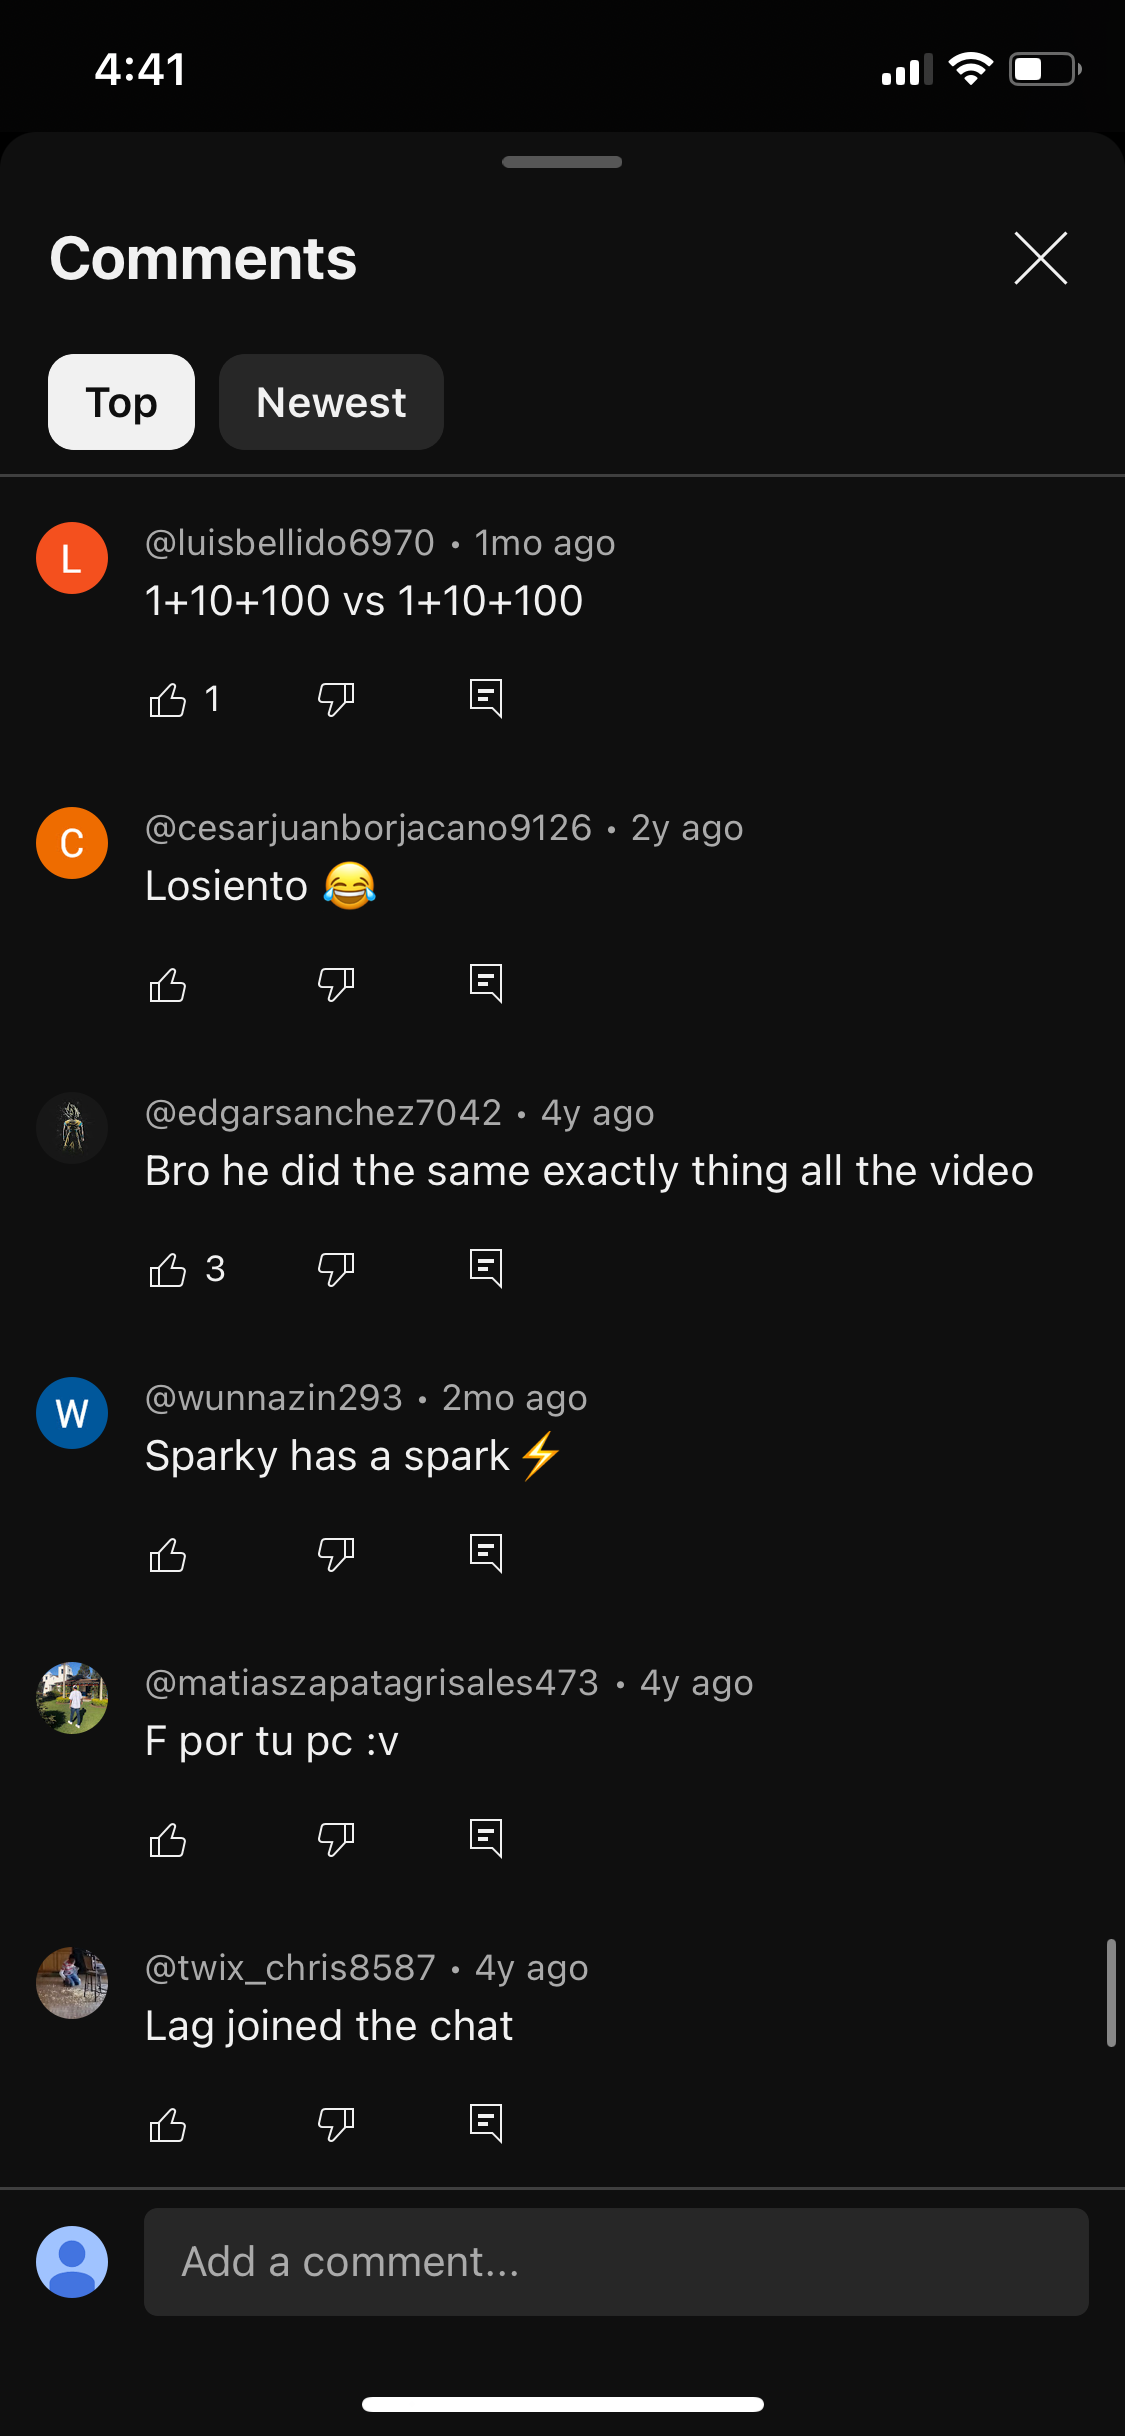 4:41
Comments
Top
Newest
L
@luisbellido6970 • 1mo ago
1+10+100 vs 1+10+100
1
C
@cesarjuanborjacano9126 • 2y ago
Losiento 😂
@edgarsanchez7042 • 4y ago
Bro he did the same exactly thing all the video
3
W
@wunnazin293 • 2mo ago
Sparky has a spark⚡
@matiaszapatagrisales473 • 4y ago
F por tu pc :v
@twix_chris8587 • 4y ago
Lag joined the chat
Add a comment...